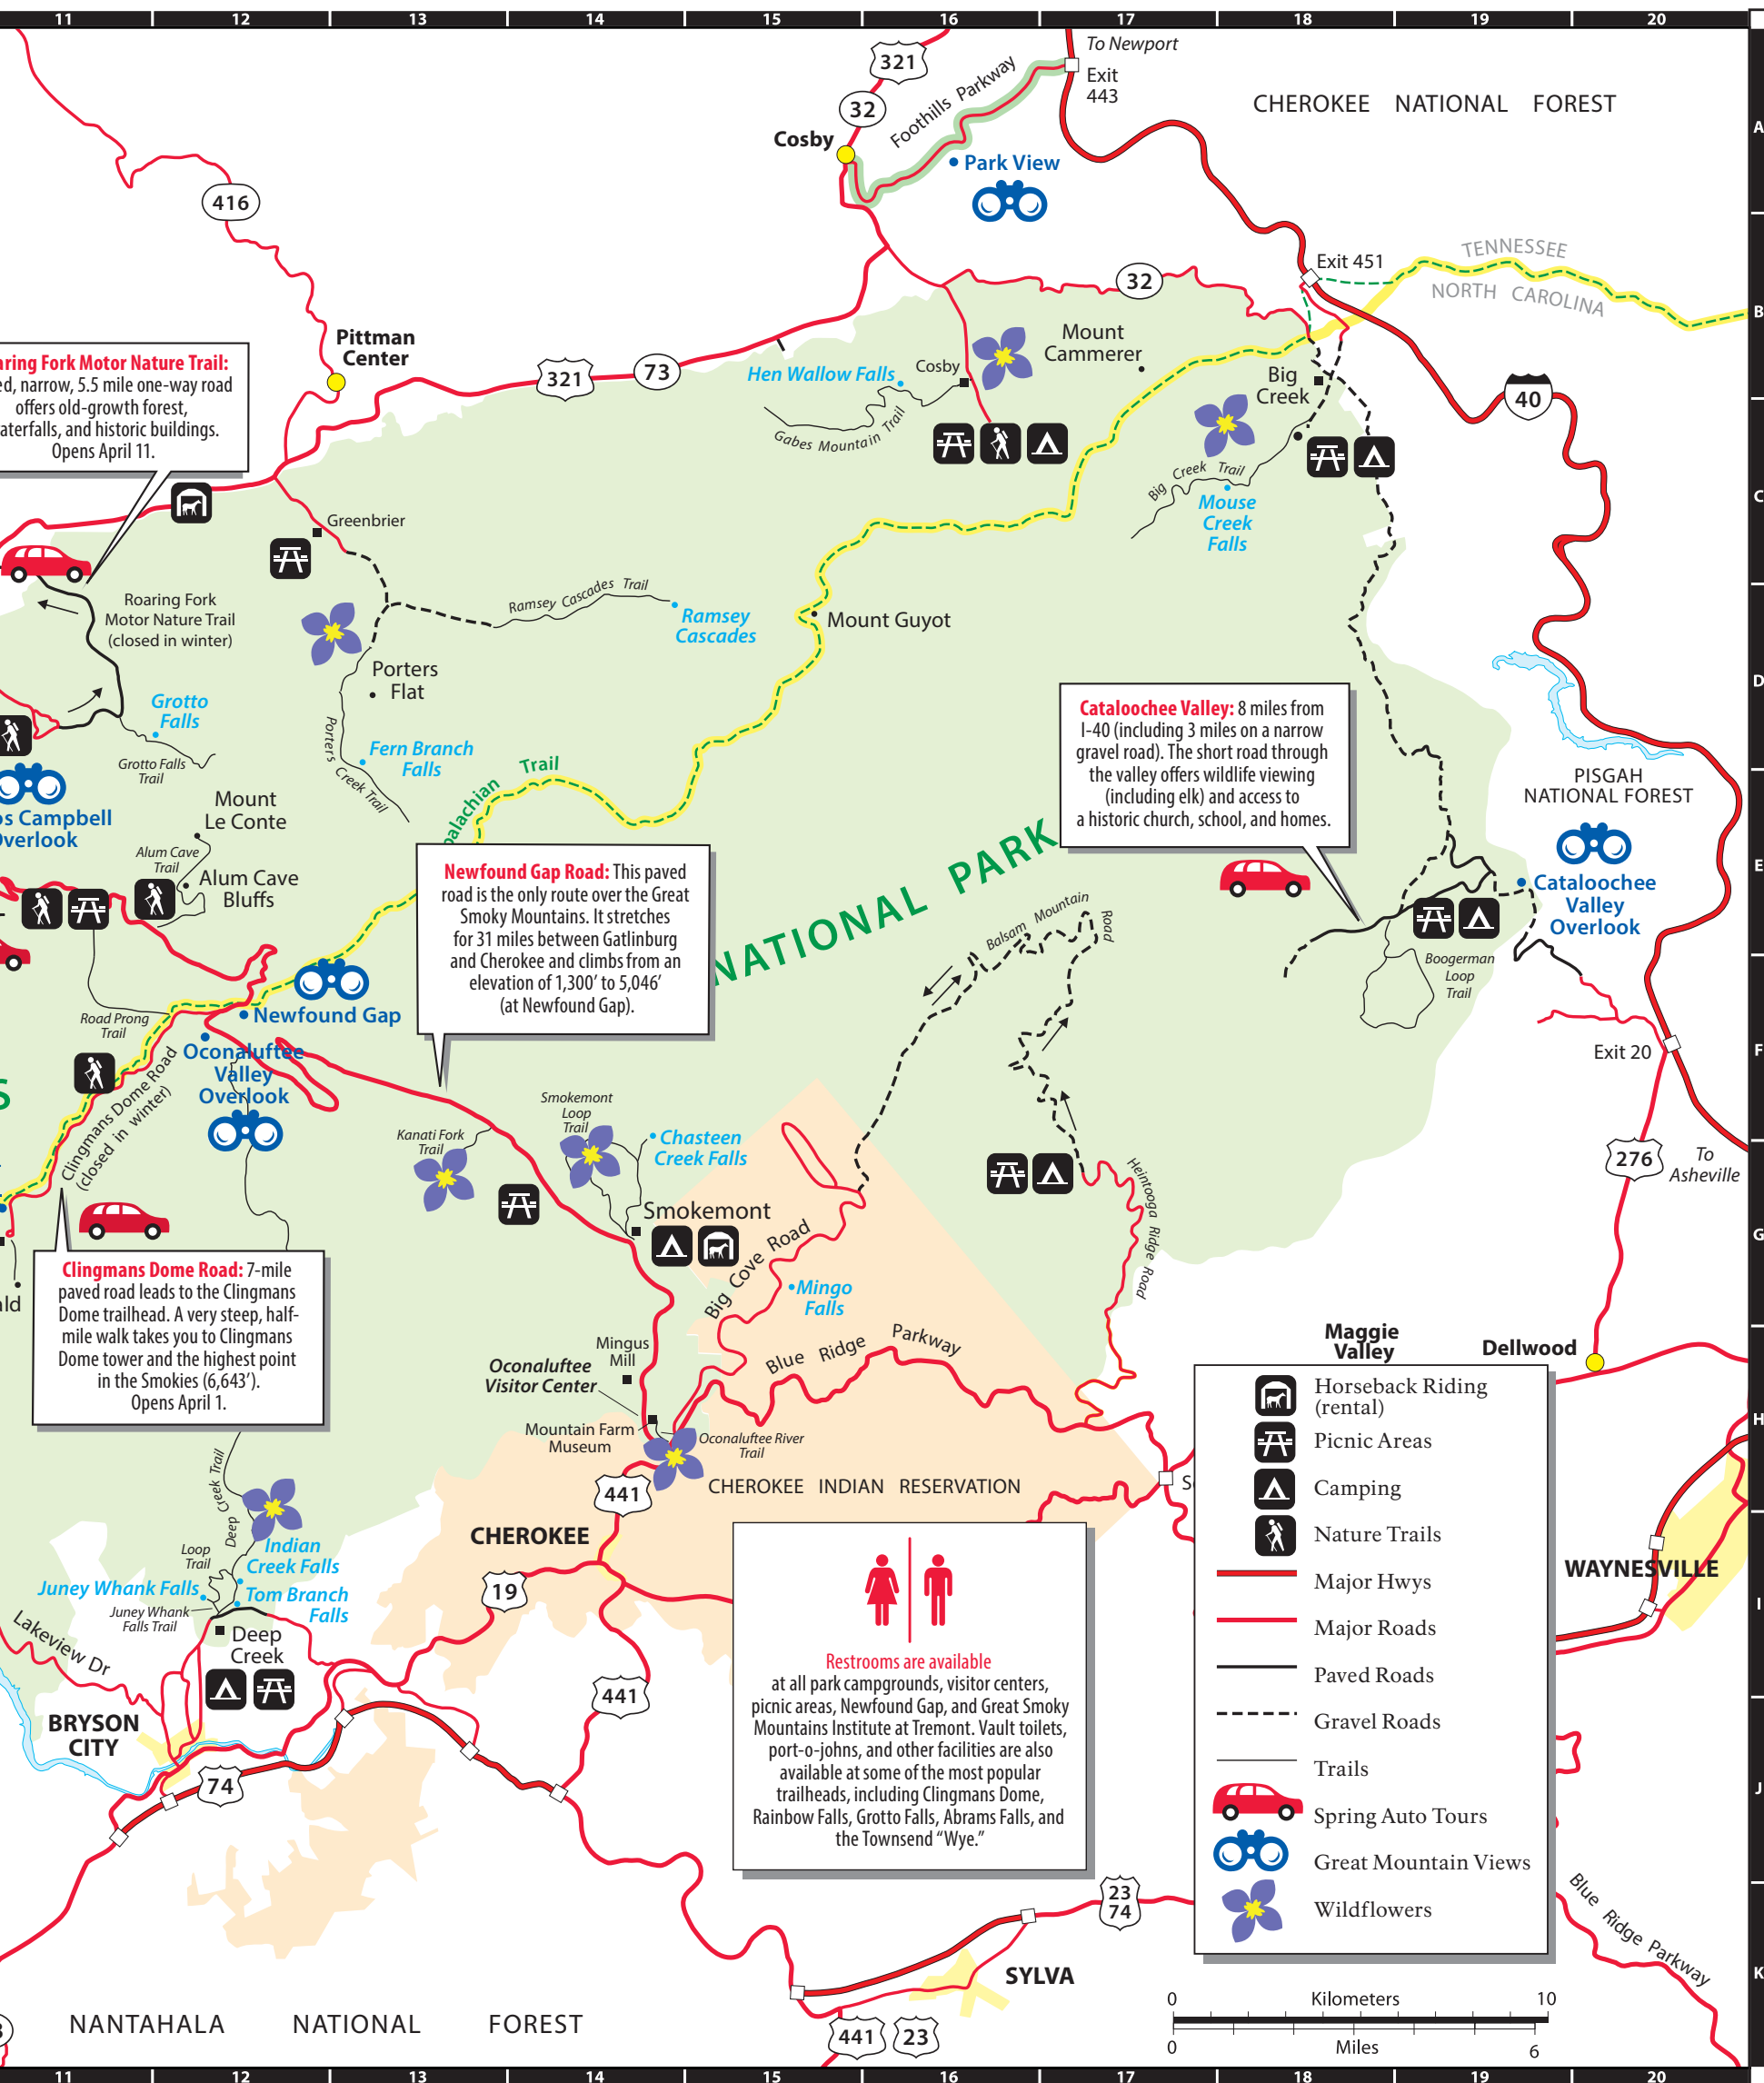 11 12 13 14 15 16 17 18 19 20
A
B
C
D
E
F
G
H
I
J
K
321
To Newport
Exit
443
32
Foothills Parkway
Cosby
Park View
CHEROKEE NATIONAL FOREST
416
Exit 451
TENNESSEE
NORTH CAROLINA
32
Pittman
Center
321
73
Mount
Cammerer
Hen Wallow Falls
Cosby
Gabes Mountain Trail
Big
Creek
40
Big Creek Trail
Mouse
Creek
Falls
Roaring Fork Motor Nature Trail:
narrow, 5.5 mile one-way road
offers old-growth forest,
and historic buildings.
Opens April 11.
Greenbrier
Roaring Fork
Motor Nature Trail
(closed in winter)
Ramsey Cascades Trail
Ramsey
Cascades
Mount Guyot
Porters
Flat
Grotto
Falls
Grotto Falls
Trail
Porters Creek Trail
Fern Branch
Falls
Trail
Campbell
Mount
Le Conte
Alum Cave
Trail
Alum Cave
Bluffs
Cataloochee Valley: 8 miles from
I-40 (including 3 miles on a narrow
gravel road). The short road through
the valley offers wildlife viewing
(including elk) and access to
a historic church, school, and homes.
PISGAH
NATIONAL FOREST
Cataloochee
Valley
Overlook
Newfound Gap Road: This paved
road is the only route over the Great
Smoky Mountains. It stretches
for 31 miles between Gatlinburg
and Cherokee and climbs from an
elevation of 1,300′ to 5,046′
(at Newfound Gap).
NATIONAL PARK
Balsam Mountain Road
Boogerman
Loop
Trail
Road Prong
Trail
Newfound Gap
Oconaluftee
Valley
Overlook
Exit 20
S
Clingmans Dome Road
(closed in winter)
Kanati Fork
Trail
Smokemont
Loop
Trail
Chasteen
Creek Falls
276
To
Asheville
Smokemont
Heintooga Ridge Road
Clingmans Dome Road: 7-mile
paved road leads to the Clingmans
Dome trailhead. A very steep, half-
mile walk takes you to Clingmans
Dome tower and the highest point
in the Smokies (6,643′).
Opens April 1.
Big Cove Road
Mingo
Falls
Blue Ridge Parkway
Mingus
Mill
Oconaluftee
Visitor Center
Mountain Farm
Museum
Oconaluftee River
Trail
Maggie
Valley
Dellwood
441
CHEROKEE INDIAN RESERVATION
Deep Creek Trail
Loop
Trail
Indian
Creek Falls
Juney Whank Falls
Tom Branch
Falls
Juney Whank
Falls Trail
CHEROKEE
19
Lakeview Dr
Deep
Creek
441
BRYSON
CITY
74
Restrooms are available
at all park campgrounds, visitor centers,
picnic areas, Newfound Gap, and Great Smoky
Mountains Institute at Tremont. Vault toilets,
port-o-johns, and other facilities are also
available at some of the most popular
trailheads, including Clingmans Dome,
Rainbow Falls, Grotto Falls, Abrams Falls, and
the Townsend “Wye.”
Horseback Riding
(rental)
Picnic Areas
Camping
Nature Trails
Major Hwys
Major Roads
Paved Roads
Gravel Roads
Trails
Spring Auto Tours
Great Mountain Views
Wildflowers
WAYNESVILLE
23
74
Blue Ridge Parkway
SYLVA
NANTAHALA NATIONAL FOREST
441
23
0 Kilometers 10
0 Miles 6
11 12 13 14 15 16 17 18 19 20